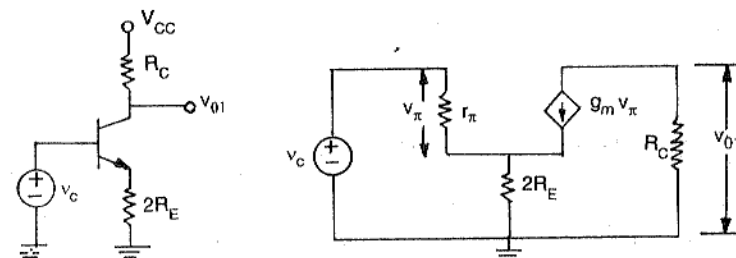 V_CC
R_C
v_01
v_c
2R_E
v_π
r_π
g_m v_π
v_c
2R_E
R_C
v_01